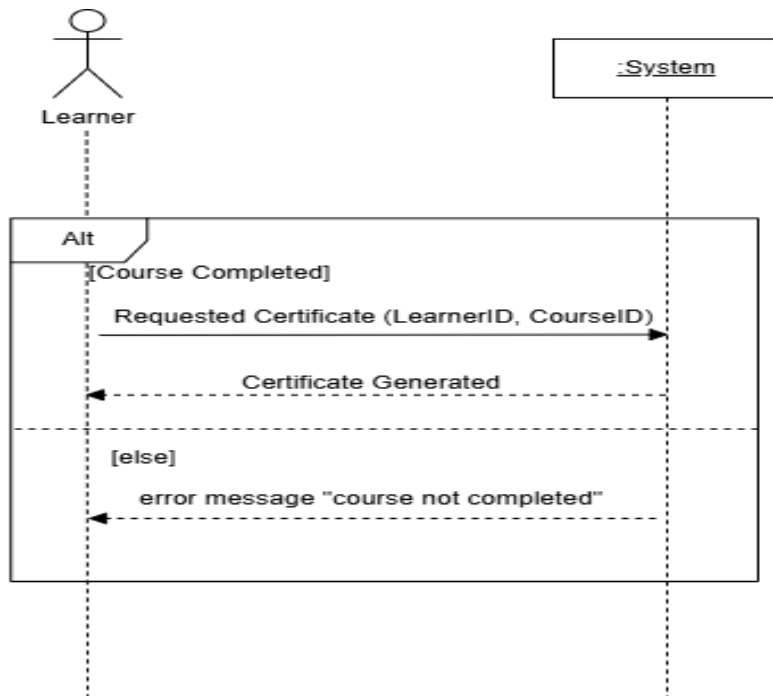 :System
Learner
Alt
[Course Completed]
Requested Certificate (LearnerID, CourseID)
Certificate Generated
[else]
error message "course not completed"